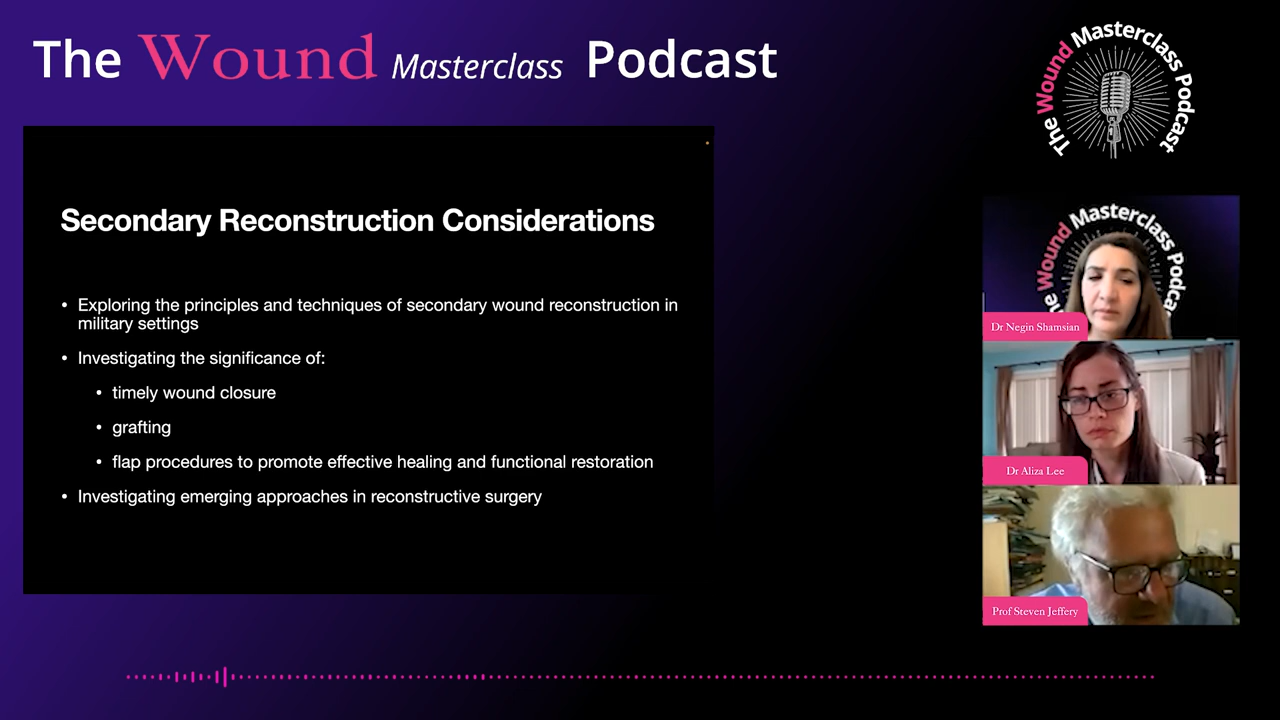 The Wound Masterclass Podcast
The Wound Masterclass Podcast
Secondary Reconstruction Considerations
• Exploring the principles and techniques of secondary wound reconstruction in
military settings
• Investigating the significance of:
• timely wound closure
• grafting
• flap procedures to promote effective healing and functional restoration
• Investigating emerging approaches in reconstructive surgery
Wound Masterclass
Dr Negin Shamsian
Dr Aliza Lee
Prof Steven Jeffery